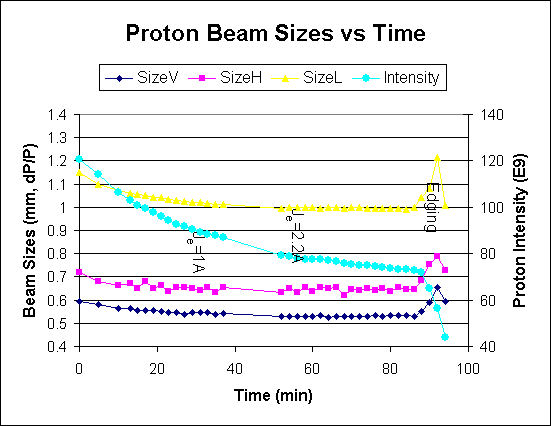 Proton Beam Sizes vs Time
SizeV SizeH SizeL Intensity
Beam Sizes (mm, dP/P)
1.4
1.3
1.2
1.1
1
0.9
0.8
0.7
0.6
0.5
0.4
Je=1A
Je=2.2A
Edging
140
120
100
80
60
40
Proton Intensity (E9)
0 20 40 60 80 100
Time (min)